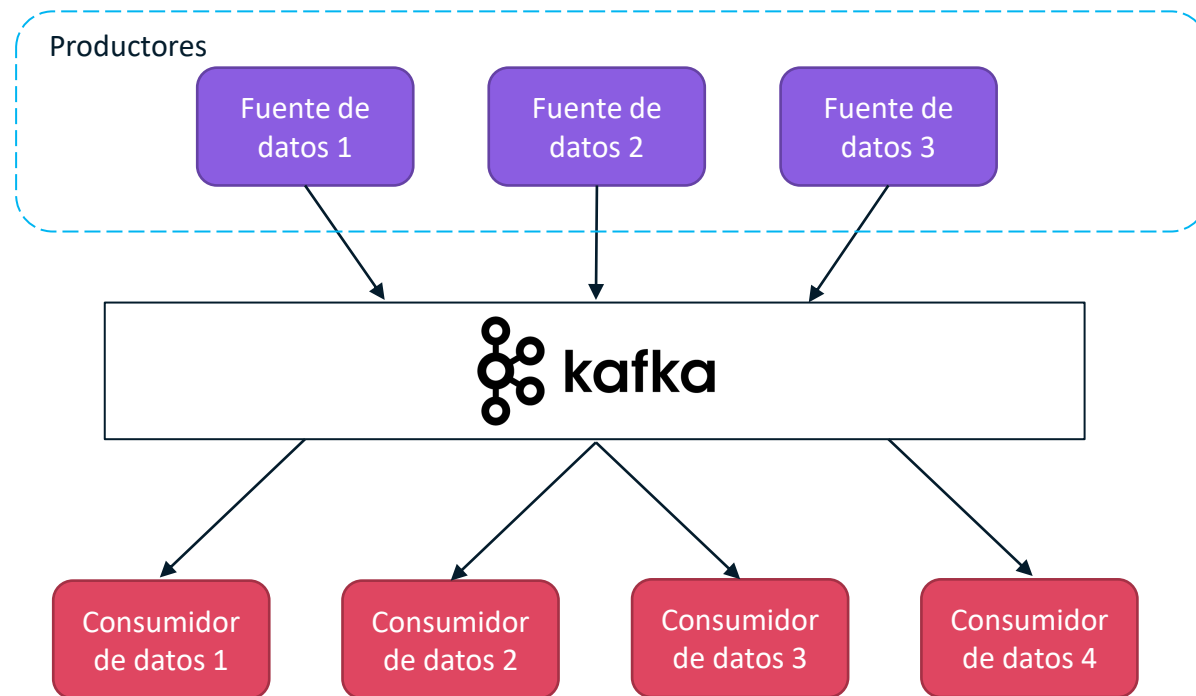 Productores
Fuente de
datos 1
Fuente de
datos 2
Fuente de
datos 3
kafka
Consumidor
de datos 1
Consumidor
de datos 2
Consumidor
de datos 3
Consumidor
de datos 4